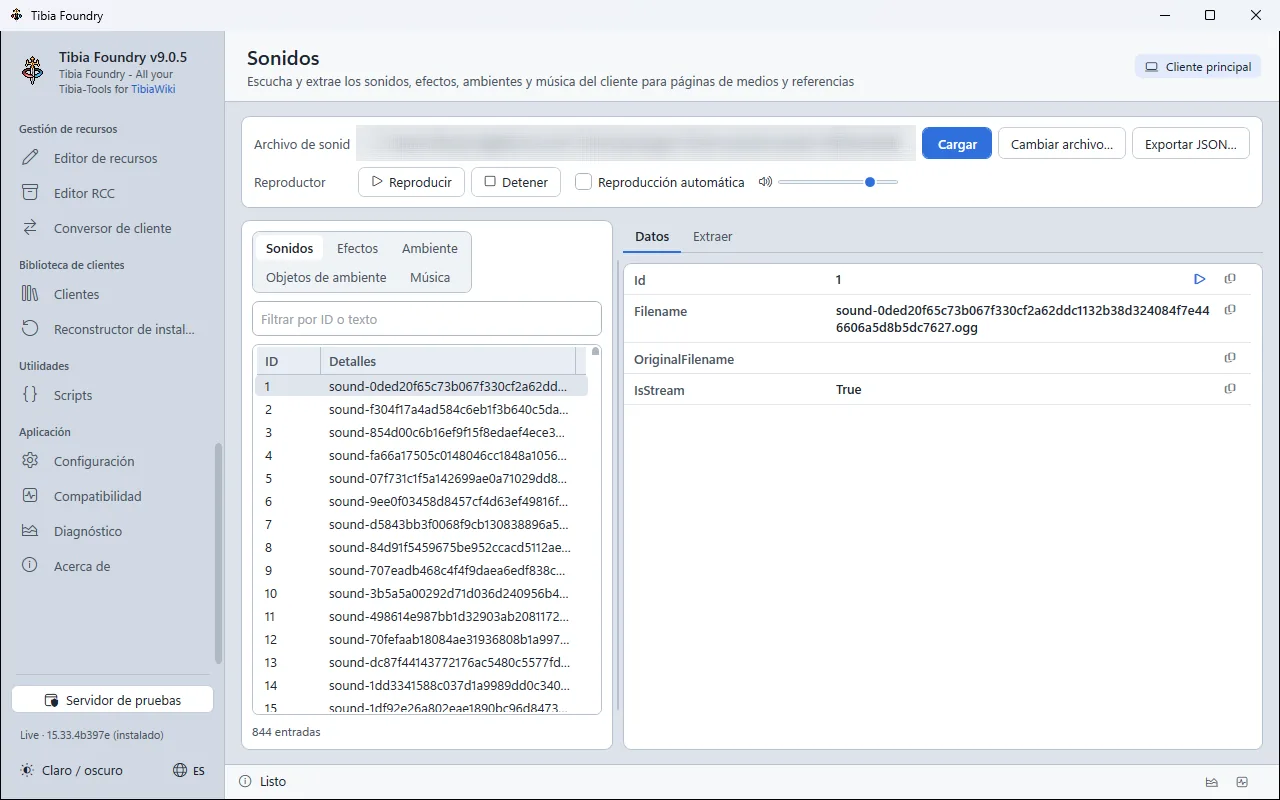 Tibia Foundry
Tibia Foundry v9.0.5
Tibia Foundry - All your
Tibia-Tools for TibiaWiki
Gestión de recursos
Editor de recursos
Editor RCC
Conversor de cliente
Biblioteca de clientes
Clientes
Reconstructor de instal...
Utilidades
Scripts
Aplicación
Configuración
Compatibilidad
Diagnóstico
Acerca de
Servidor de pruebas
Live · 15.33.4b397e (instalado)
Claro / oscuro
ES
Sonidos
Escucha y extrae los sonidos, efectos, ambientes y música del cliente para páginas de medios y referencias
Cliente principal
Archivo de sonid
Cargar
Cambiar archivo...
Exportar JSON...
Reproductor
Reproducir
Detener
Reproducción automática
Sonidos
Efectos
Ambiente
Objetos de ambiente
Música
Filtrar por ID o texto
ID Detalles
1 sound-0ded20f65c73b067f330cf2a62dd...
2 sound-f304f17a4ad584c6eb1f3b640c5da...
3 sound-854d00c6b16ef9f15f8edaef4ece3...
4 sound-fa66a17505c0148046cc1848a1056...
5 sound-07f731c1f5a142699ae0a71029dd8...
6 sound-9ee0f03458d8457cf4d63ef49816f...
7 sound-d5843bb3f0068f9cb130838896a5...
8 sound-84d91f5459675be952ccacd5112ae...
9 sound-707eadb468c4f4f9daea6edf838c...
10 sound-3b5a5a00292d71d036d240956b4...
11 sound-498614e987bb1d32903ab2081172...
12 sound-70fefaab18084ae31936808b1a997...
13 sound-dc87f44143772176ac5480c5577fd...
14 sound-1dd3341588c037d1a9989dd0c340...
15 sound-1df92e26a802eae1890bc96d8473...
844 entradas
Datos
Extraer
Id 1
Filename sound-0ded20f65c73b067f330cf2a62ddc1132b38d324084f7e44
6606a5d8b5dc7627.ogg
OriginalFilename
IsStream True
Listo